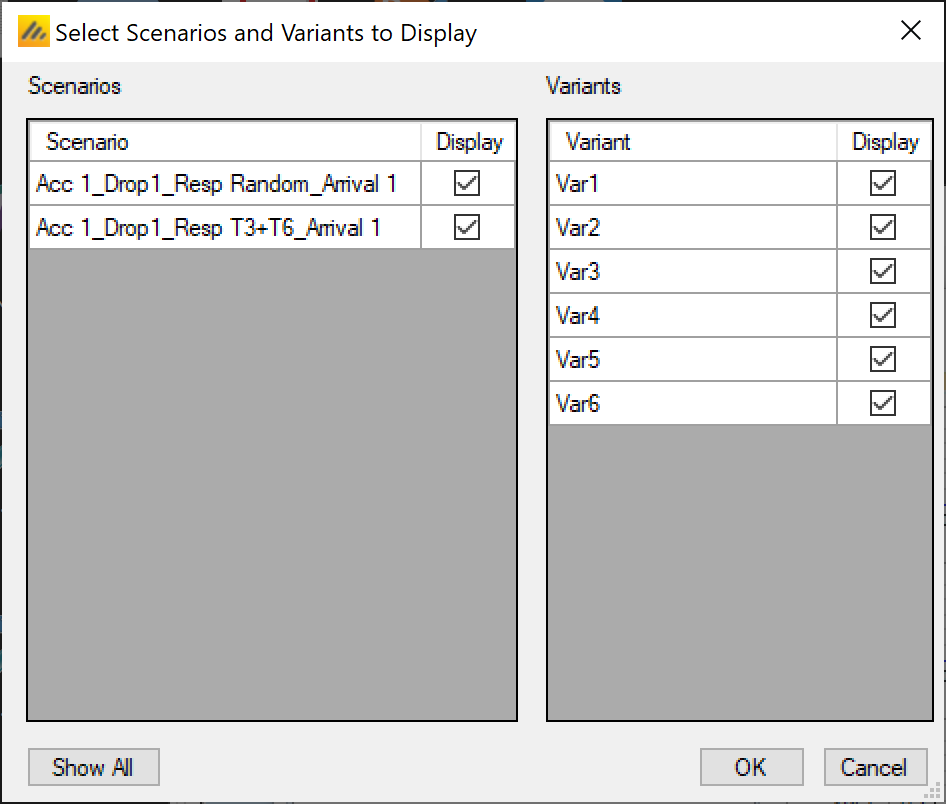 Select Scenarios and Variants to Display
Scenarios
Scenario Display
Acc 1_Drop1_Resp Random_Arrival 1
Acc 1_Drop1_Resp T3+T6_Arrival 1
Variants
Variant Display
Var1
Var2
Var3
Var4
Var5
Var6
Show All
OK
Cancel